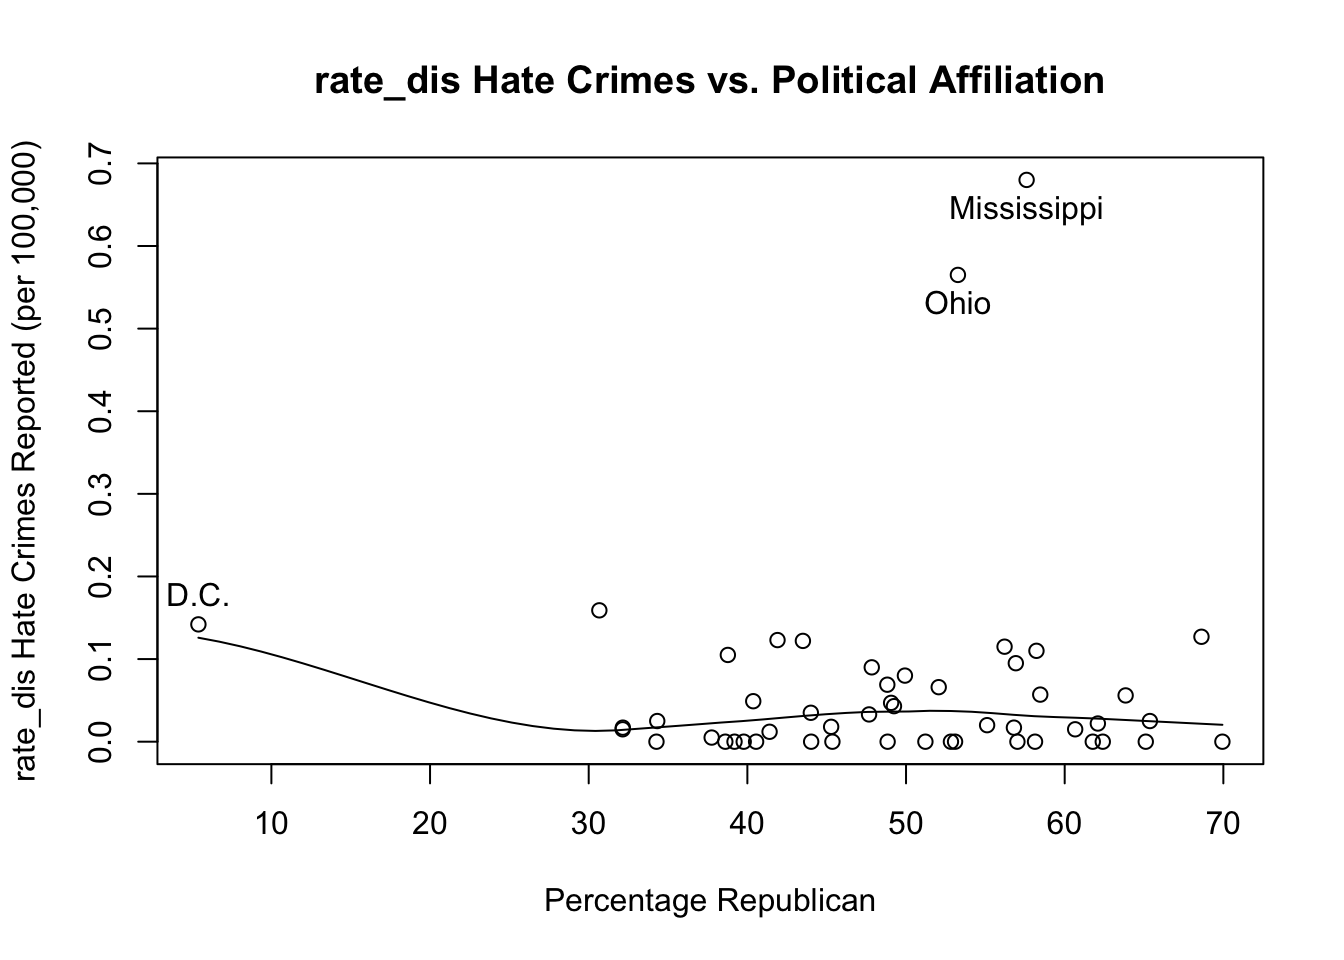 rate_dis Hate Crimes vs. Political Affiliation
rate_dis Hate Crimes Reported (per 100,000)
0.7
0.6
0.5
0.4
0.3
0.2
0.1
0.0
Mississippi
Ohio
D.C.
10 20 30 40 50 60 70
Percentage Republican